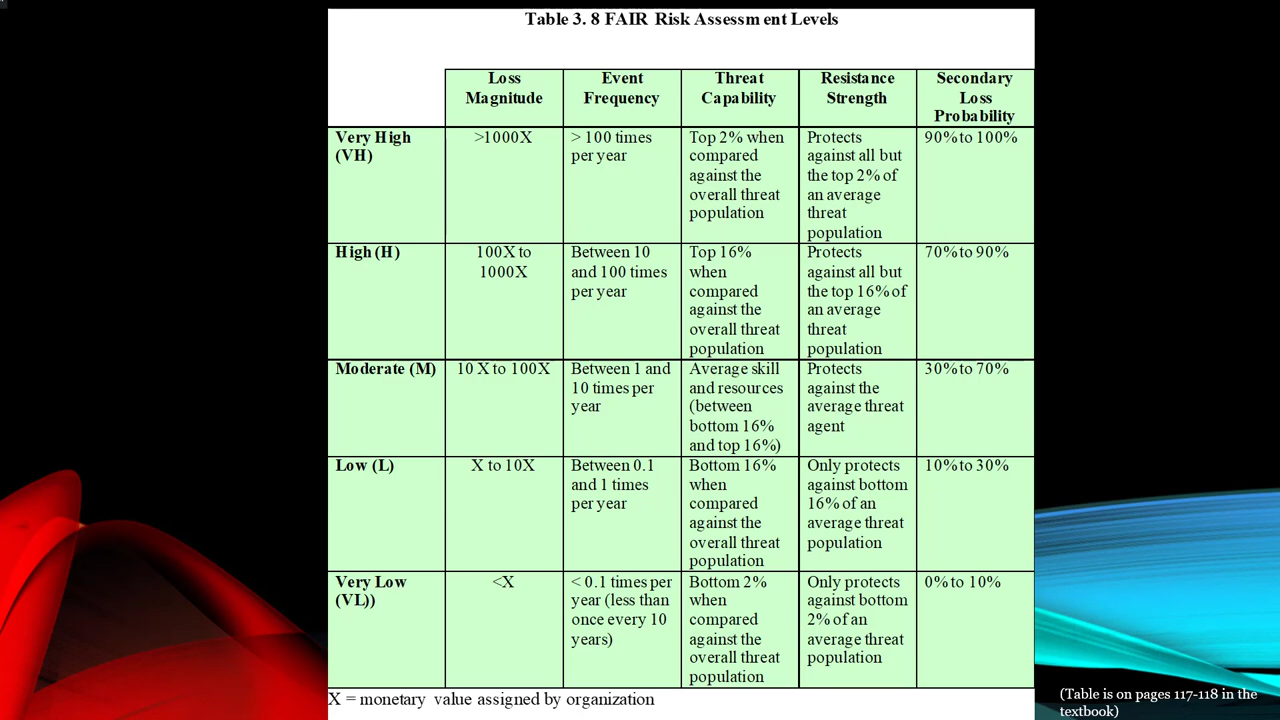 Table 3. 8 FAIR Risk Assessment Levels
Loss Magnitude
Event Frequency
Threat Capability
Resistance Strength
Secondary Loss Probability
Very High (VH)
>1000X
> 100 times per year
Top 2% when compared against the overall threat population
Protects against all but the top 2% of an average threat population
90% to 100%
High (H)
100X to 1000X
Between 10 and 100 times per year
Top 16% when compared against the overall threat population
Protects against all but the top 16% of an average threat population
70% to 90%
Moderate (M)
10 X to 100X
Between 1 and 10 times per year
Average skill and resources (between bottom 16% and top 16%)
Protects against the average threat agent
30% to 70%
Low (L)
X to 10X
Between 0.1 and 1 times per year
Bottom 16% when compared against the overall threat population
Only protects against bottom 16% of an average threat population
10% to 30%
Very Low (VL))
<X
< 0.1 times per year (less than once every 10 years)
Bottom 2% when compared against the overall threat population
Only protects against bottom 2% of an average threat population
0% to 10%
X = monetary value assigned by organization
(Table is on pages 117-118 in the textbook)